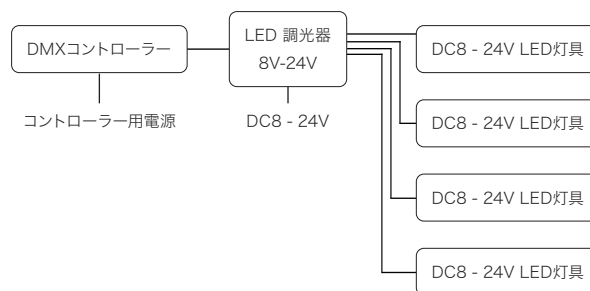 DMXコントローラー
LED 調光器
8V-24V
DC8 - 24V LED灯具
コントローラー用電源
DC8 - 24V
DC8 - 24V LED灯具
DC8 - 24V LED灯具
DC8 - 24V LED灯具